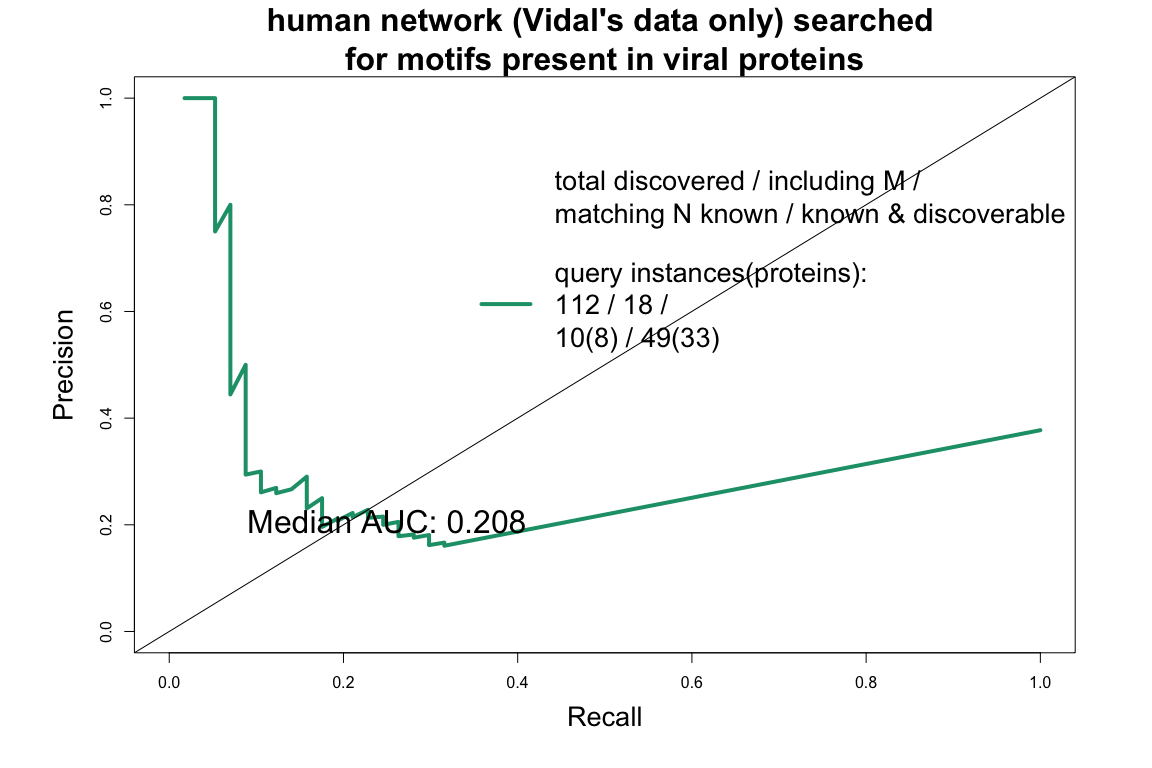 human network (Vidal's data only) searched
for motifs present in viral proteins
Precision
1.0
0.8
0.6
0.4
0.2
0.0
total discovered / including M /
matching N known / known & discoverable
query instances(proteins):
112 / 18 /
10(8) / 49(33)
Median AUC: 0.208
0.0 0.2 0.4 0.6 0.8 1.0
Recall